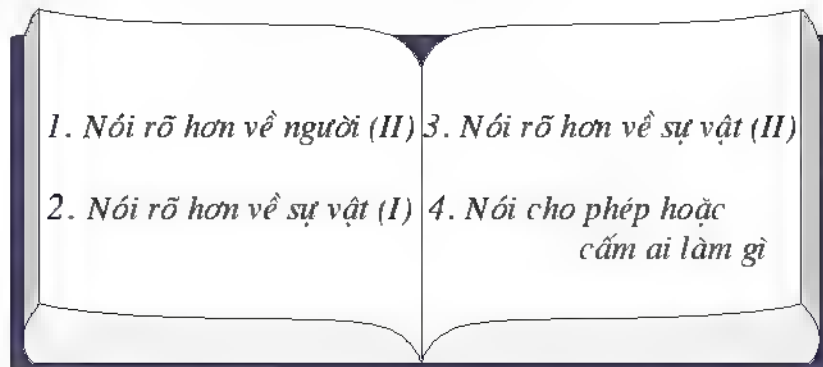 1. Nói rõ hơn về người (II)
2. Nói rõ hơn về sự vật (I)
3. Nói rõ hơn về sự vật (II)
4. Nói cho phép hoặc
cấm ai làm gì